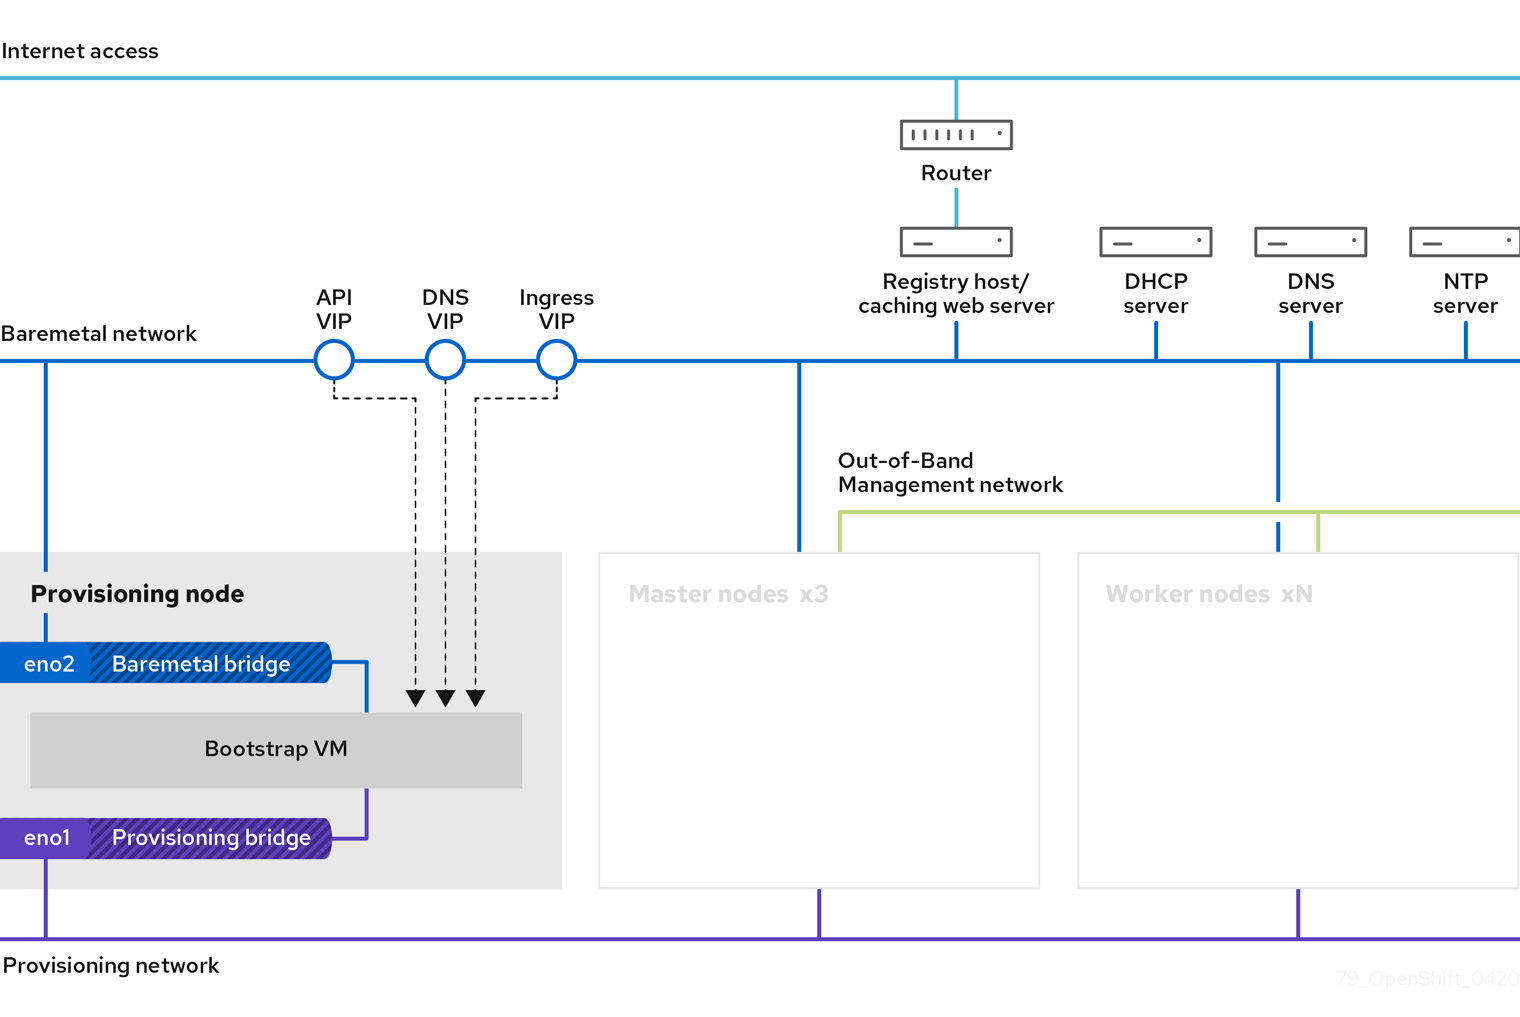 Internet access
Router
Registry host/
caching web server
DHCP
server
DNS
server
NTP
server
API
VIP
DNS
VIP
Ingress
VIP
Baremetal network
Out-of-Band
Management network
Provisioning node
Master nodes x3
Worker nodes xN
eno2 Baremetal bridge
Bootstrap VM
eno1 Provisioning bridge
Provisioning network
79_OpenShift_0420